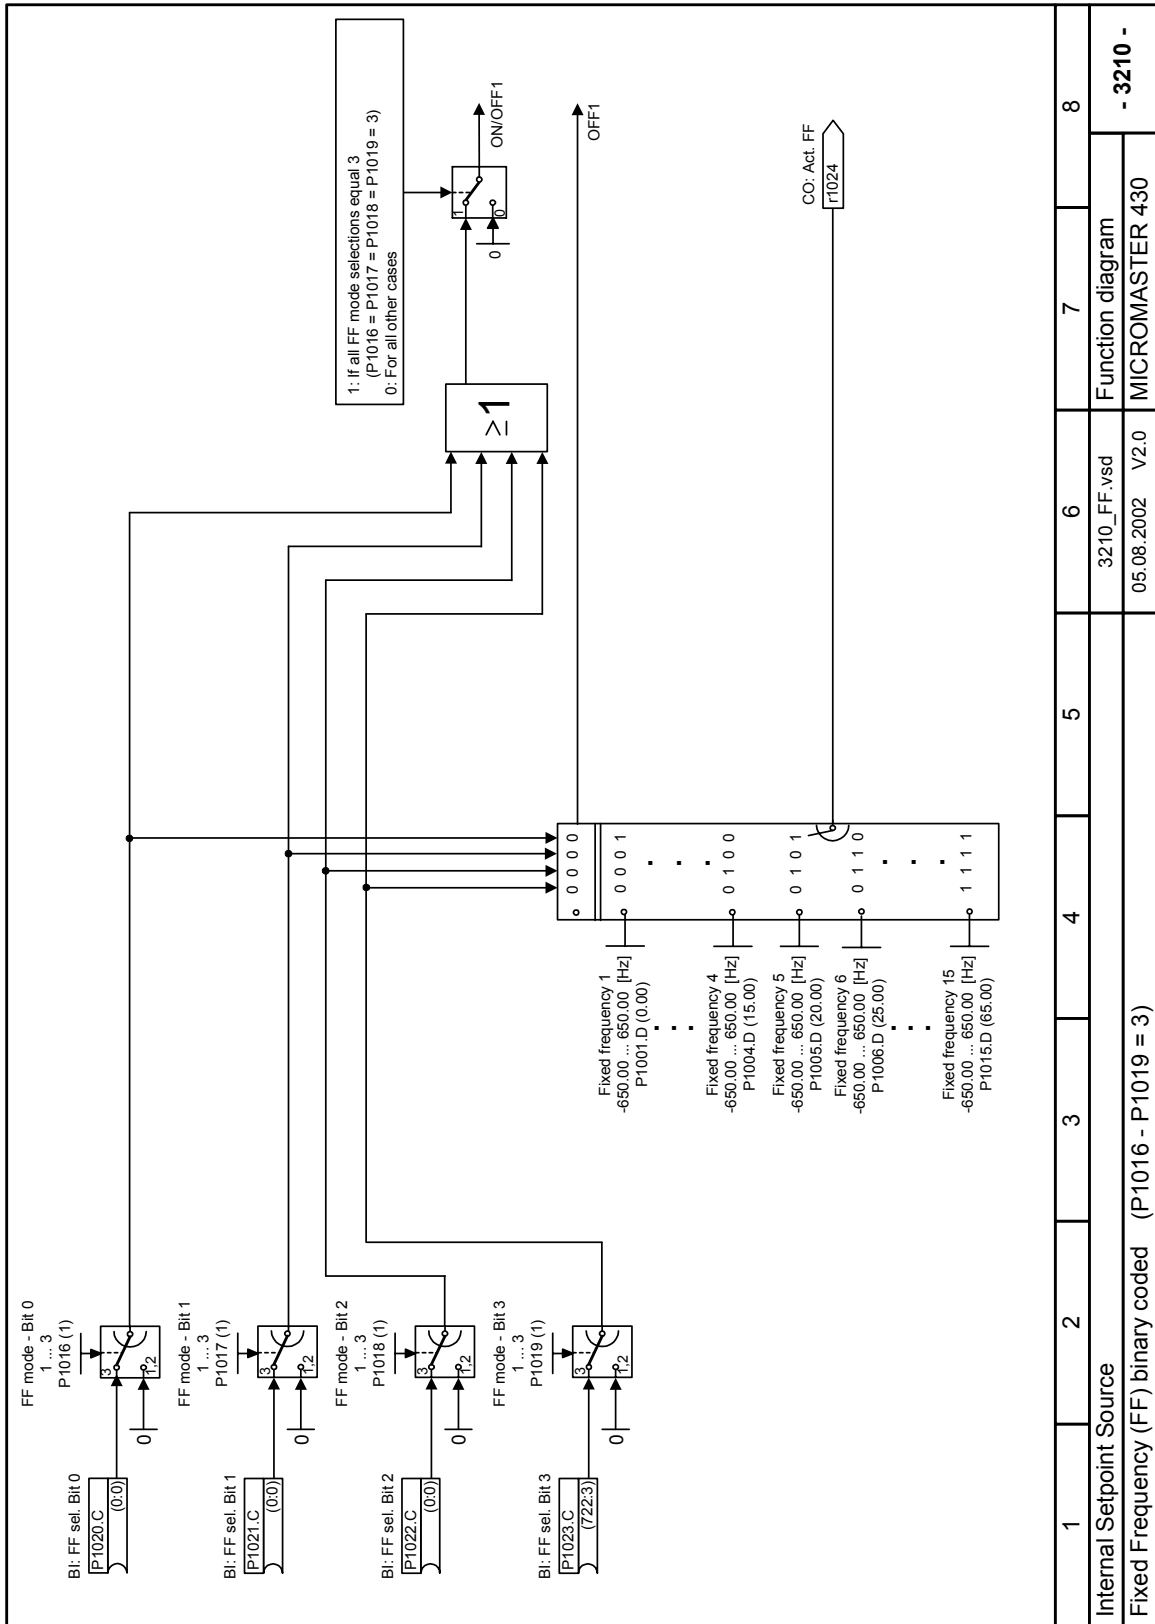 FF mode - Bit 0
1 ... 3
P1016 (1)
BI: FF sel. Bit 0
P1020.C
(0:0)
3
1,2
0
FF mode - Bit 1
1 ... 3
P1017 (1)
BI: FF sel. Bit 1
P1021.C
(0:0)
3
1,2
0
FF mode - Bit 2
1 ... 3
P1018 (1)
BI: FF sel. Bit 2
P1022.C
(0:0)
3
1,2
0
FF mode - Bit 3
1 ... 3
P1019 (1)
BI: FF sel. Bit 3
P1023.C
(722:3)
3
1,2
0
1: If all FF mode selections equal 3
(P1016 = P1017 = P1018 = P1019 = 3)
0: For all other cases
≥1
1
0
0
ON/OFF1
OFF1
0 0 0 0
0 0 0 1
. . .
0 1 0 0
0 1 0 1
0 1 1 0
. . .
1 1 1 1
Fixed frequency 1
-650.00 ... 650.00 [Hz]
P1001.D (0.00)
. . .
Fixed frequency 4
-650.00 ... 650.00 [Hz]
P1004.D (15.00)
Fixed frequency 5
-650.00 ... 650.00 [Hz]
P1005.D (20.00)
Fixed frequency 6
-650.00 ... 650.00 [Hz]
P1006.D (25.00)
. . .
Fixed frequency 15
-650.00 ... 650.00 [Hz]
P1015.D (65.00)
CO: Act. FF
r1024
1 2 3 4 5 6 7 8
Internal Setpoint Source
3210_FF.vsd
Function diagram
- 3210 -
Fixed Frequency (FF) binary coded (P1016 - P1019 = 3)
05.08.2002 V2.0
MICROMASTER 430